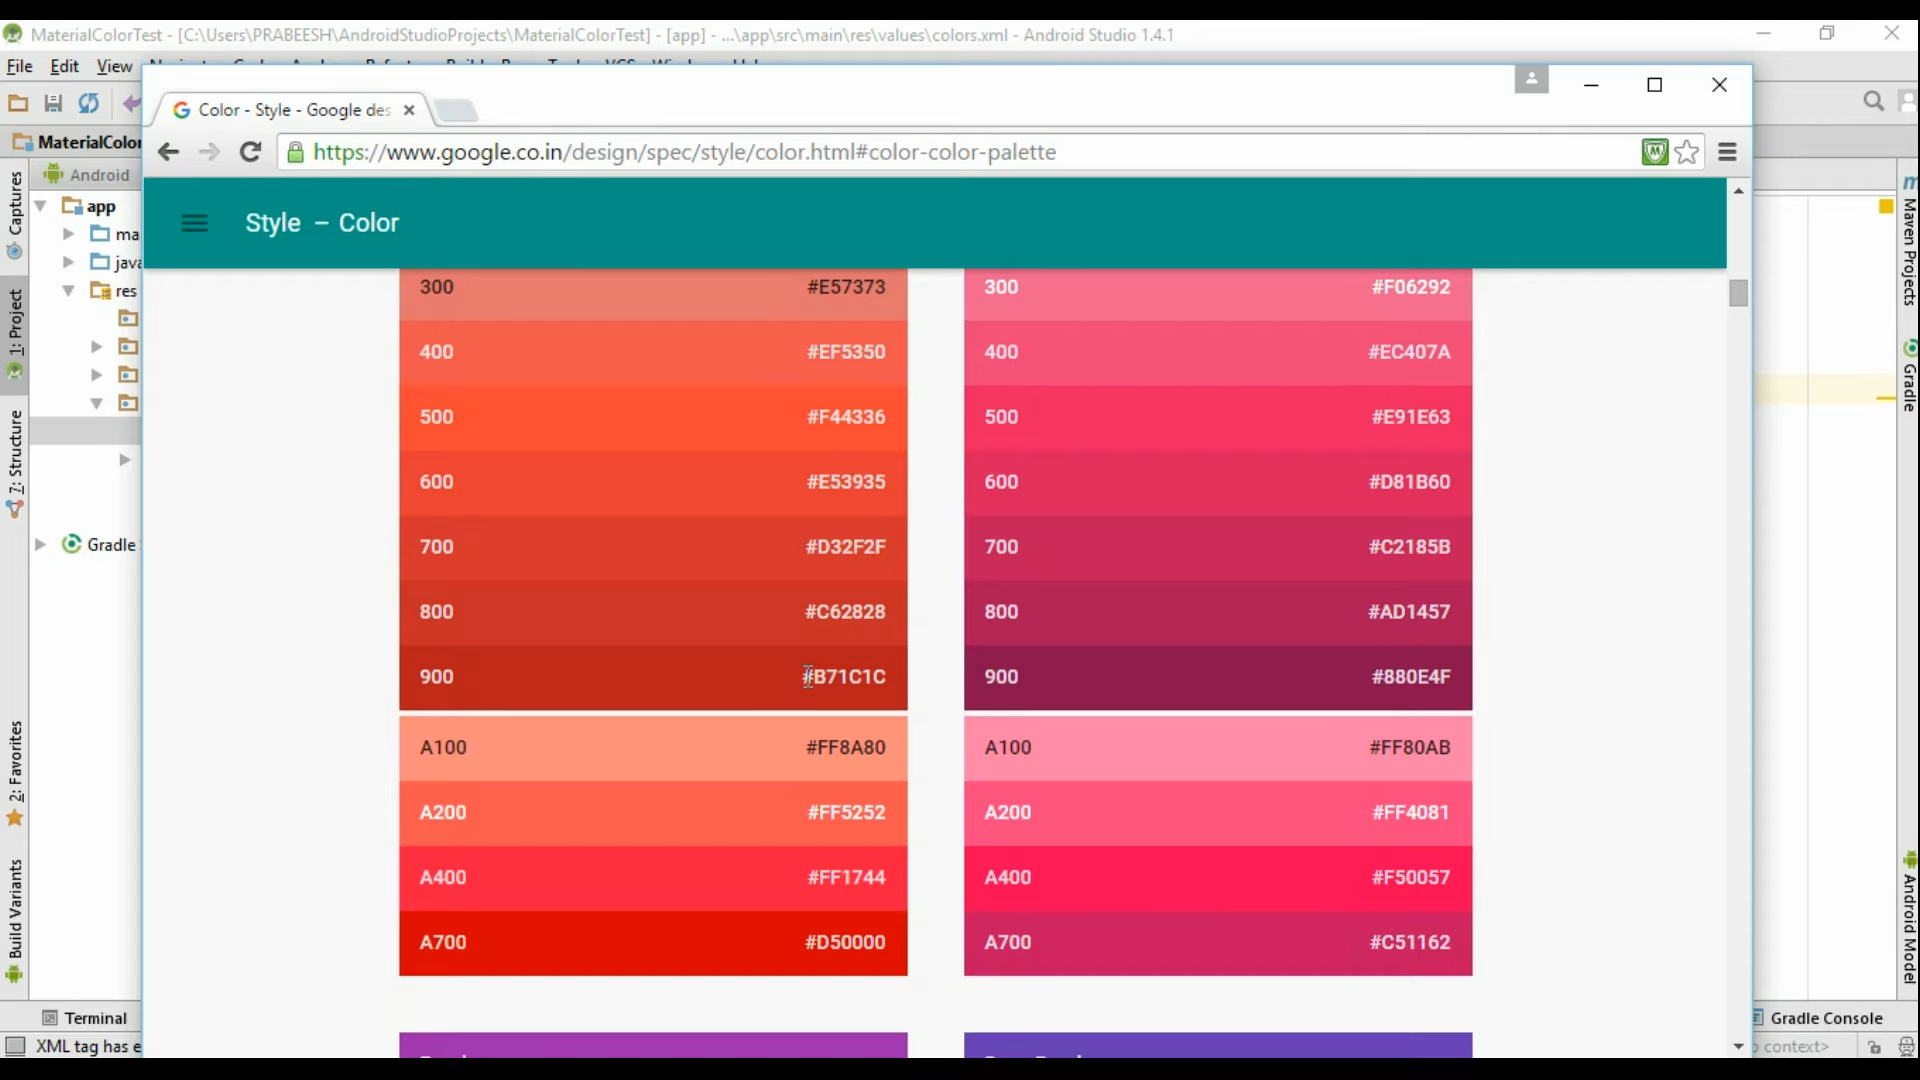 MaterialColorTest - [C:\Users\PRABEESH\AndroidStudioProjects\MaterialColorTest] - [app] - ...\app\src\main\res\values\colors.xml - Android Studio 1.4.1
File Edit View
Color - Style - Google des
MaterialColor
https://www.google.co.in/design/spec/style/color.html#color-color-palette
Android
Captures
1: Project
7: Structure
2: Favorites
Build Variants
app
ma
java
res
Gradle
Style – Color
300 #E57373
400 #EF5350
500 #F44336
600 #E53935
700 #D32F2F
800 #C62828
900 #B71C1C
A100 #FF8A80
A200 #FF5252
A400 #FF1744
A700 #D50000
300 #F06292
400 #EC407A
500 #E91E63
600 #D81B60
700 #C2185B
800 #AD1457
900 #880E4F
A100 #FF80AB
A200 #FF4081
A400 #F50057
A700 #C51162
Maven Projects
Gradle
Android Model
Terminal
Gradle Console
XML tag has e
context>